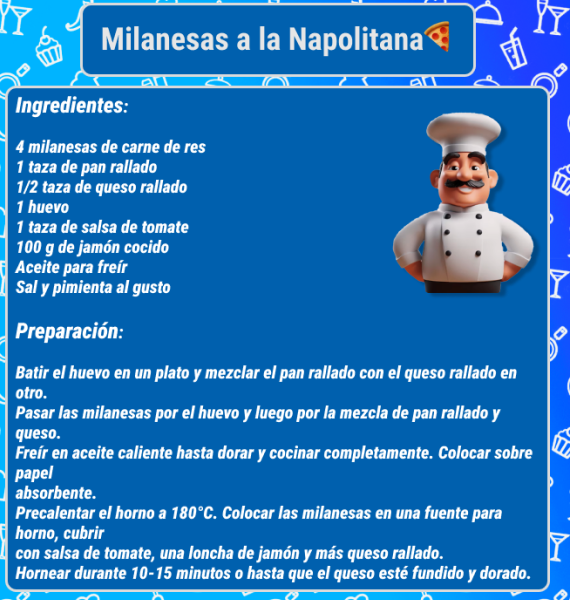 Milanesas a la Napolitana🍕
Ingredientes:
4 milanesas de carne de res
1 taza de pan rallado
1/2 taza de queso rallado
1 huevo
1 taza de salsa de tomate
100 g de jamón cocido
Aceite para freír
Sal y pimienta al gusto
Preparación:
Batir el huevo en un plato y mezclar el pan rallado con el queso rallado en
otro.
Pasar las milanesas por el huevo y luego por la mezcla de pan rallado y
queso.
Freír en aceite caliente hasta dorar y cocinar completamente. Colocar sobre
papel
absorbente.
Precalentar el horno a 180°C. Colocar las milanesas en una fuente para
horno, cubrir
con salsa de tomate, una loncha de jamón y más queso rallado.
Hornear durante 10-15 minutos o hasta que el queso esté fundido y dorado.